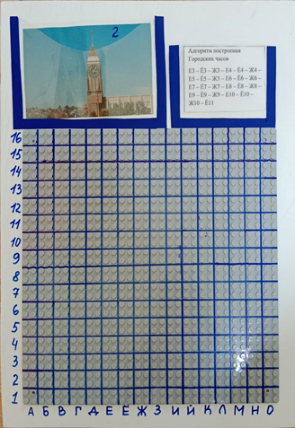 2
Алгоритм построения
Городских часов
Е3 – Ё3 – Ж3 – Е4 – Ё4 – Ж4 –
Е5 – Ё5 – Ж5 – Е6 – Ё6 – Ж6 –
Е7 – Ё7 – Ж7 – Е8 – Ё8 – Ж8 –
Е9 – Ё9 – Ж9 – Е10 – Ё10 –
Ж10 – Ё11
16
15
14
13
12
11
10
9
8
7
6
5
4
3
2
1
А Б В Г Д Е Ё Ж З И Й К Л М Н О